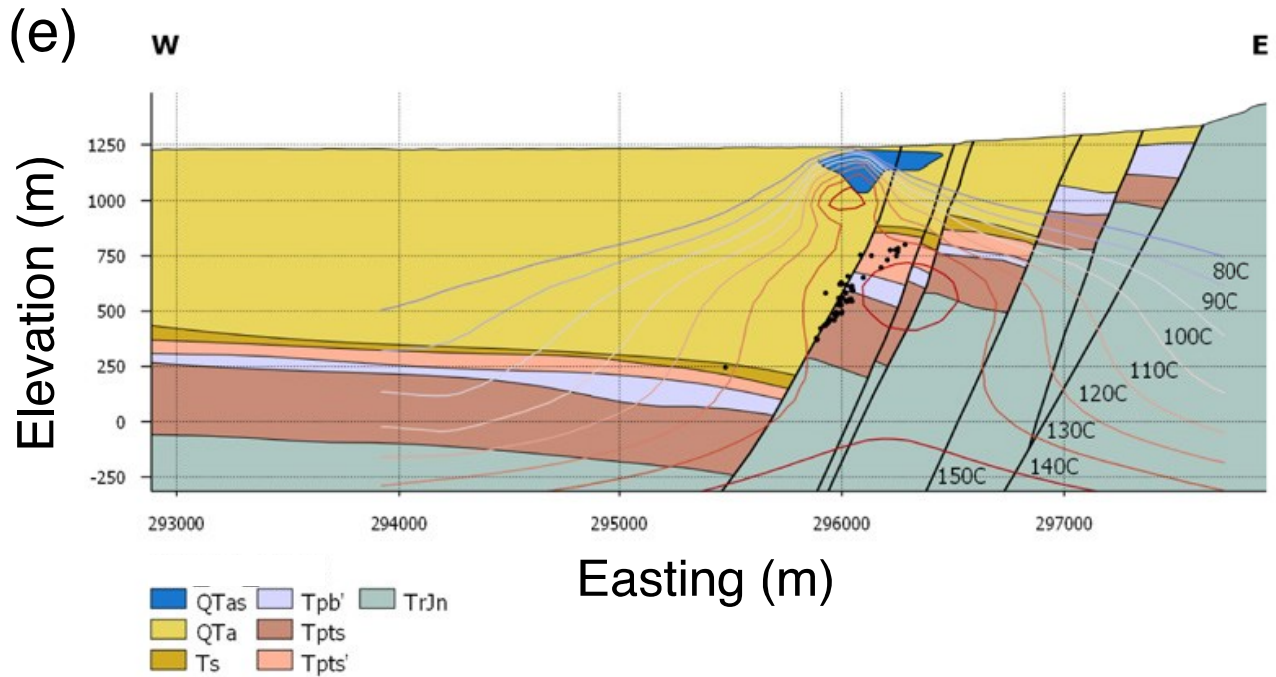 (e)
W E
1250
1000
750
500
250
0
-250
Elevation (m)
80C
90C
100C
110C
120C
130C
140C
150C
293000 294000 295000 296000 297000
Easting (m)
QTas Tpb' TrJn
QTa Tpts
Ts Tpts'